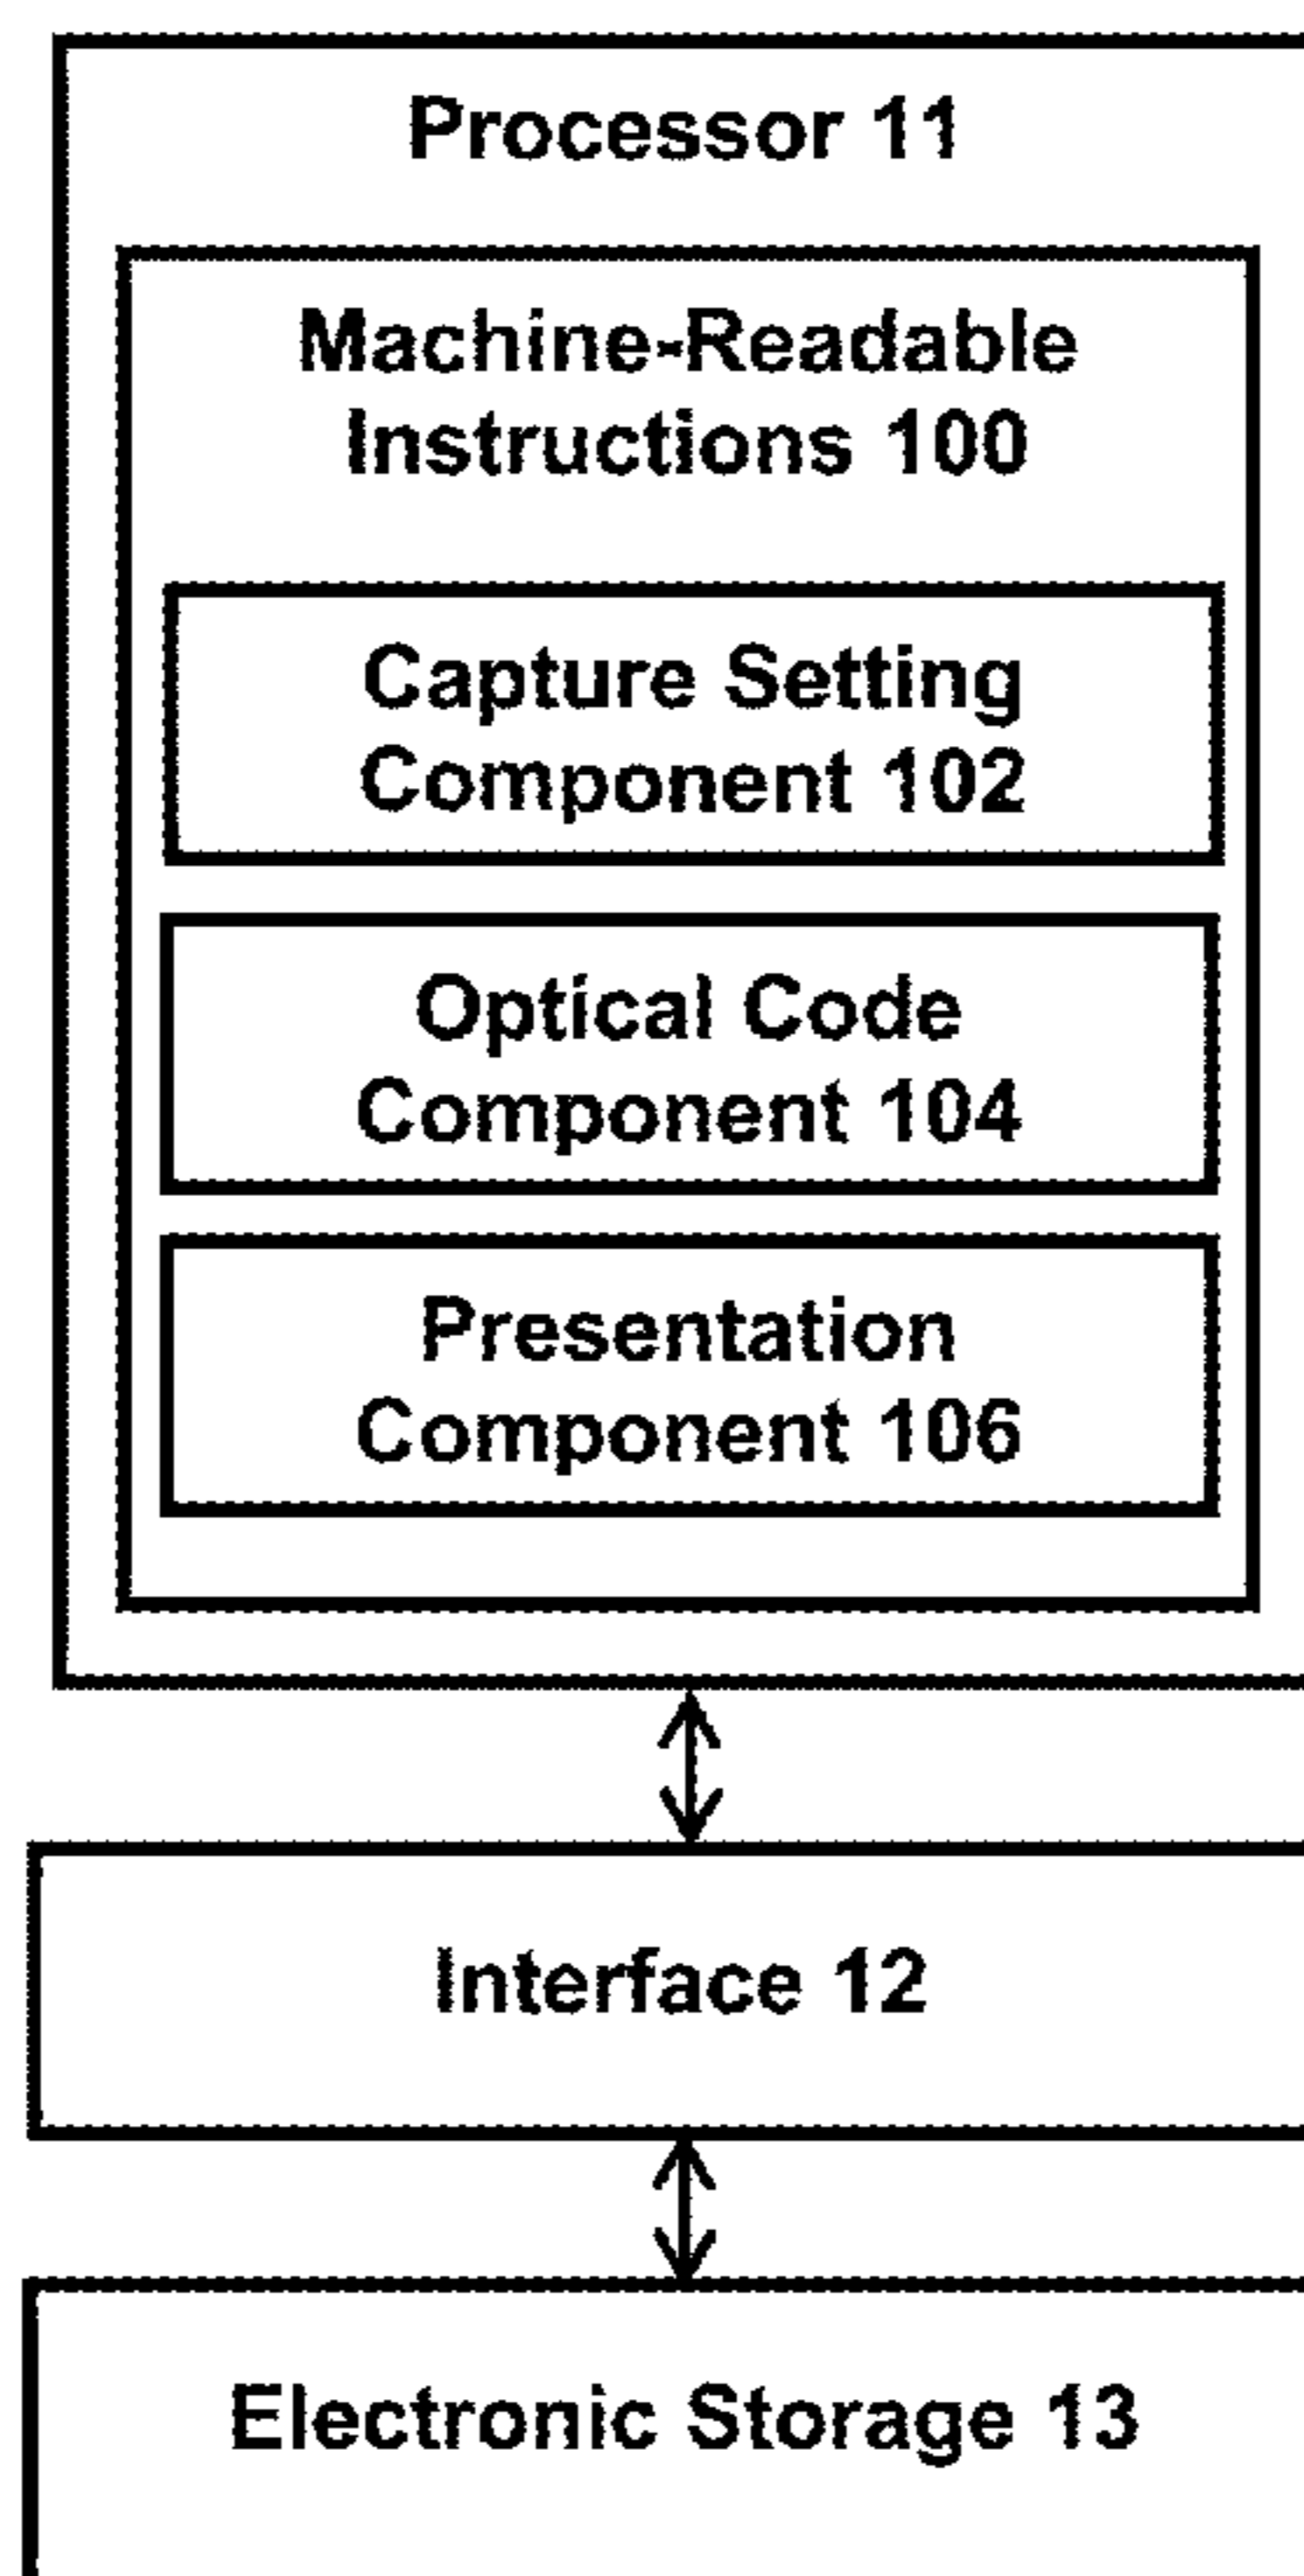 Processor 11
Machine-Readable
Instructions 100
Capture Setting
Component 102
Optical Code
Component 104
Presentation
Component 106
Interface 12
Electronic Storage 13